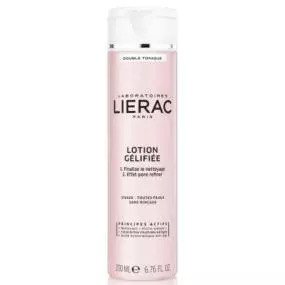 DOUBLE TONIQUE
LABORATOIRES
LIERAC
PARIS
LOTION
GÉLIFIÉE
1. Finalise le nettoyage
2. Effet pore refiner
VISAGE - TOUTES PEAUX
SANS RINÇAGE
PRINCIPES ACTIFS
200 ML ℮ 6.76 FL. OZ